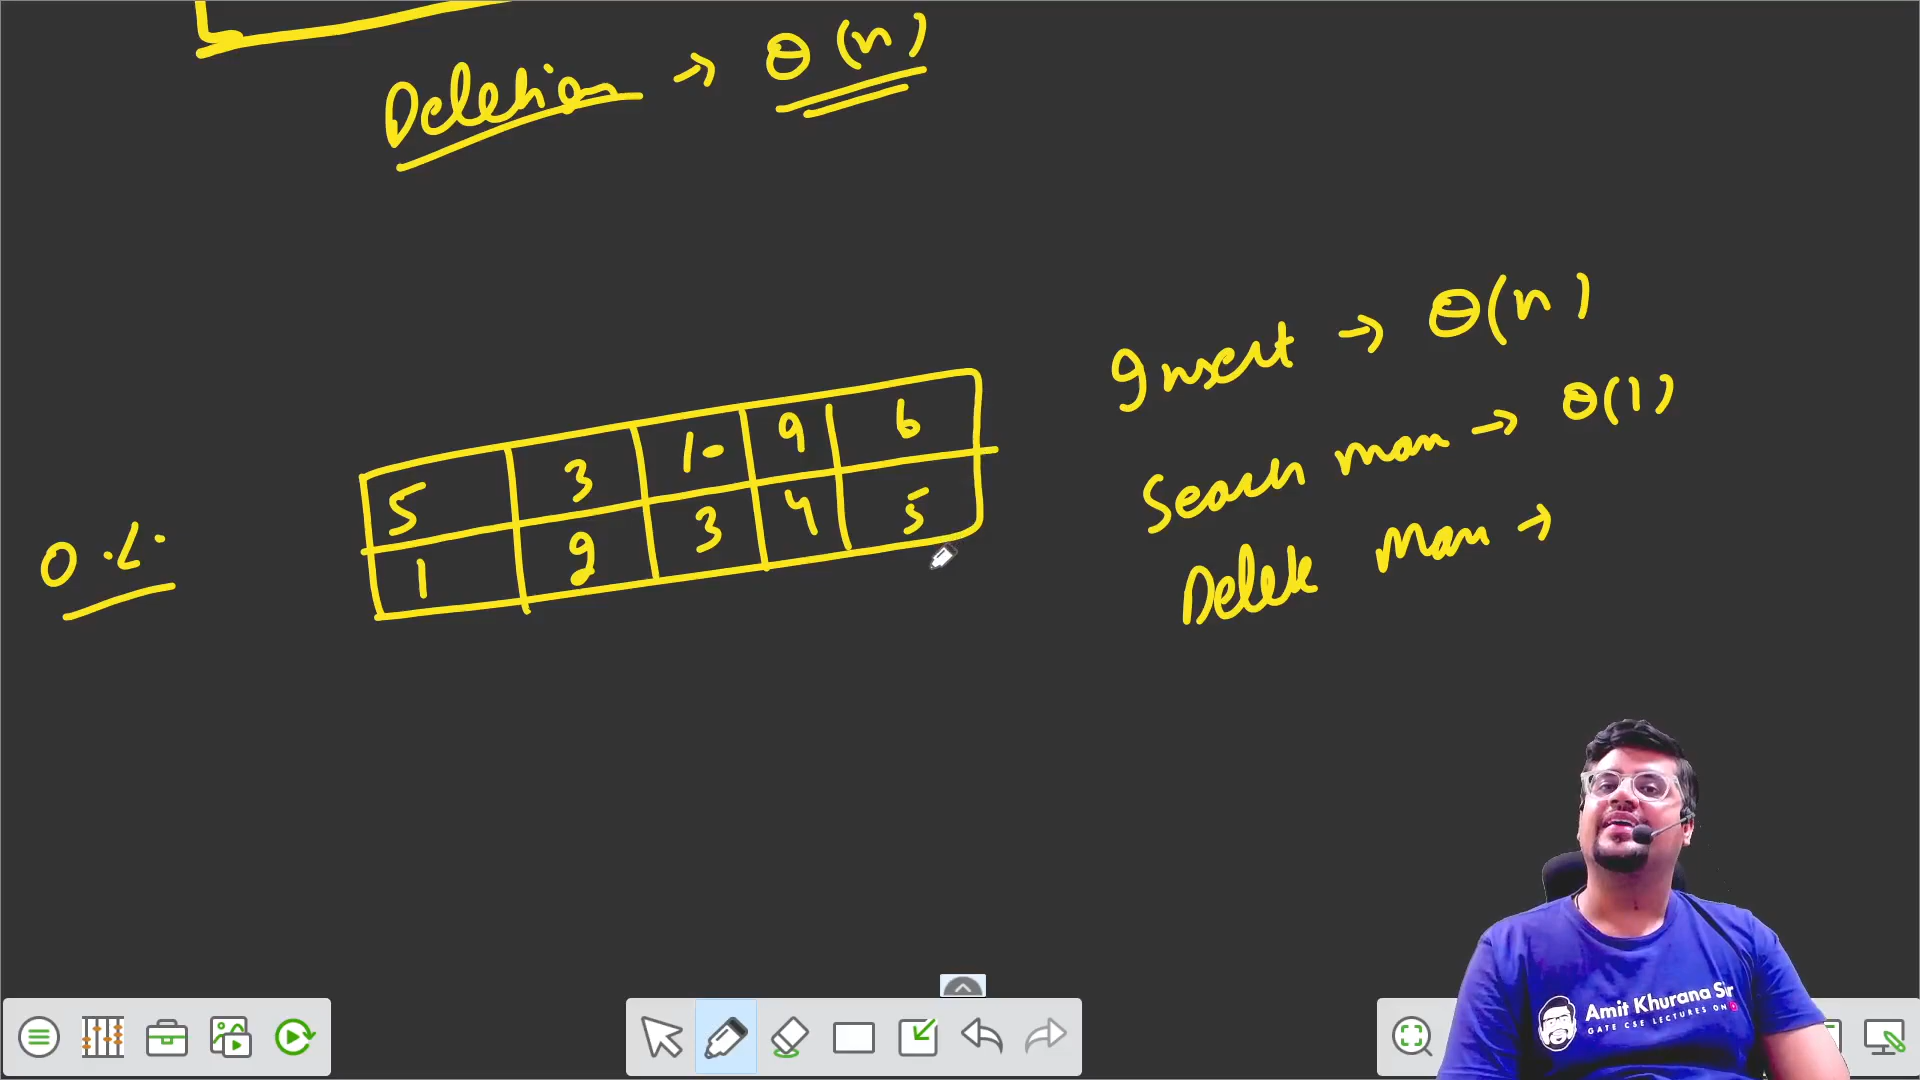 Deletion → Θ(n)
Insert → Θ(n)
Search max → Θ(1)
Delete max →
5 3 10 9 6
1 2 3 4 5
O.L.
Amit Khurana Sir
GATE CSE LECTURES ON